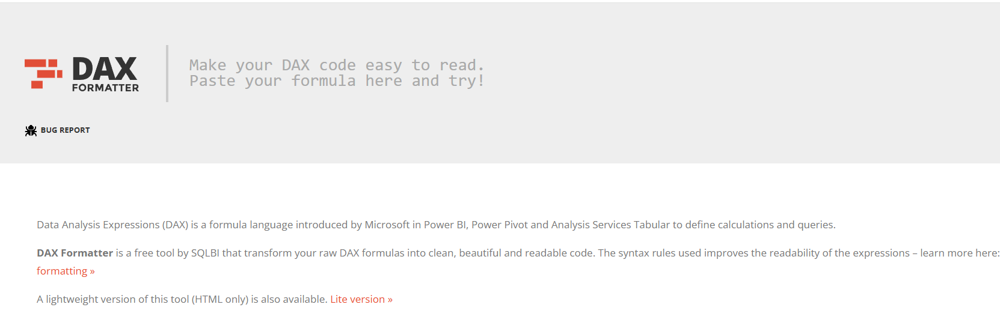 DAX
FORMATTER
Make your DAX code easy to read.
Paste your formula here and try!
BUG REPORT
Data Analysis Expressions (DAX) is a formula language introduced by Microsoft in Power BI, Power Pivot and Analysis Services Tabular to define calculations and queries.
DAX Formatter is a free tool by SQLBI that transform your raw DAX formulas into clean, beautiful and readable code. The syntax rules used improves the readability of the expressions – learn more here:
formatting »
A lightweight version of this tool (HTML only) is also available. Lite version »